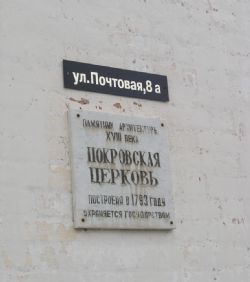 ул.Почтовая,8 а
ПАМЯТНИК АРХИТЕКТУРЫ
XVIII ВЕКА
ПОКРОВСКАЯ
ЦЕРКОВЬ
ПОСТРОЕНА В 1783 ГОДУ
ОХРАНЯЕТСЯ ГОСУДАРСТВОМ